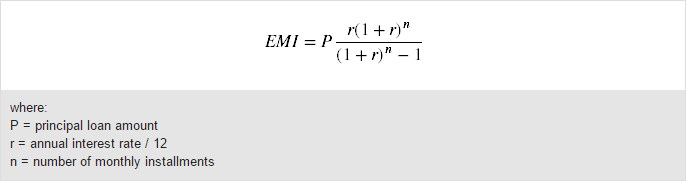 EMI = P r(1 + r)^n / (1 + r)^n − 1
where:
P = principal loan amount
r = annual interest rate / 12
n = number of monthly installments